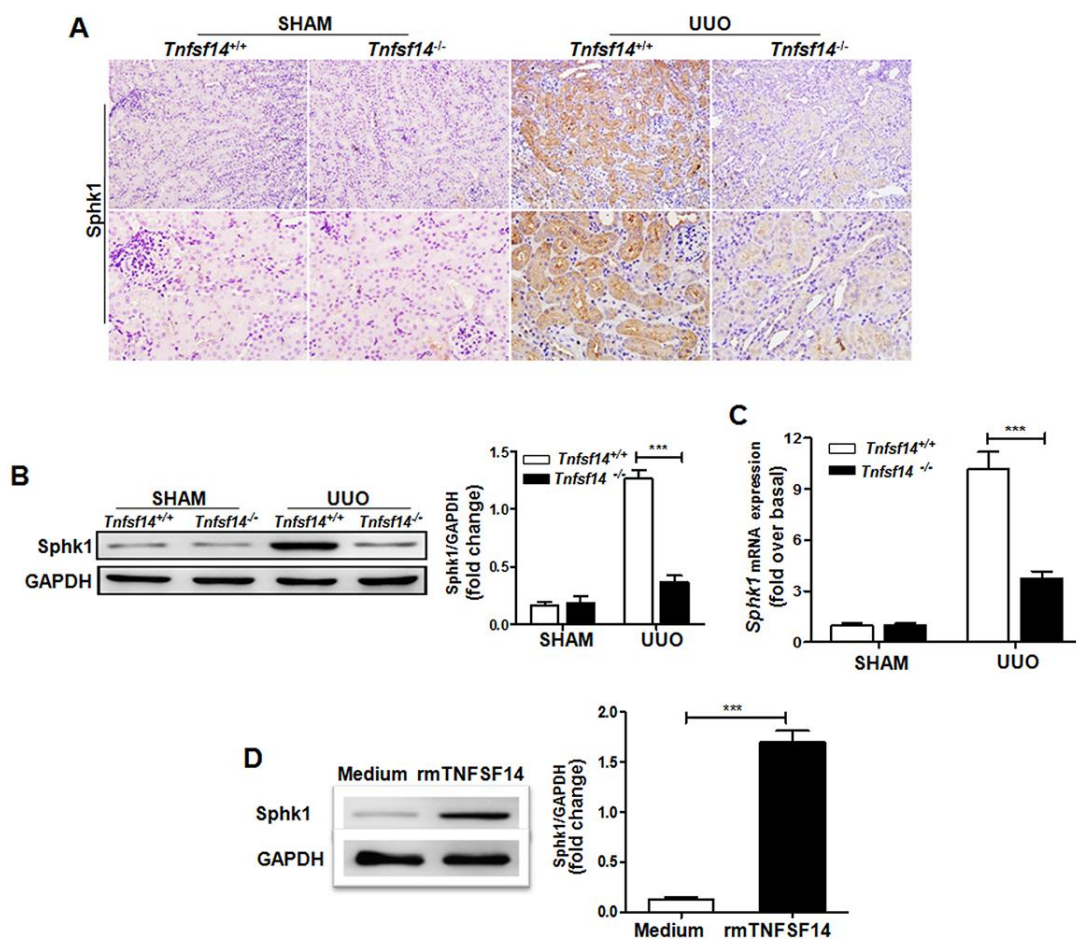 A
SHAM
UUO
Tnfsf14+/+
Tnfsf14-/-
Tnfsf14+/+
Tnfsf14-/-
Sphk1
B
SHAM
UUO
Tnfsf14+/+
Tnfsf14-/-
Tnfsf14+/+
Tnfsf14-/-
Sphk1
GAPDH
Sphk1/GAPDH
(fold change)
1.5
1.0
0.5
0.0
Tnfsf14+/+
Tnfsf14 -/-
***
SHAM
UUO
C
Sphk1 mRNA expression
(fold over basal)
12
9
6
3
0
Tnfsf14+/+
Tnfsf14 -/-
***
SHAM
UUO
D
Medium rmTNFSF14
Sphk1
GAPDH
Sphk1/GAPDH
(fold change)
2.0
1.5
1.0
0.5
0.0
***
Medium rmTNFSF14